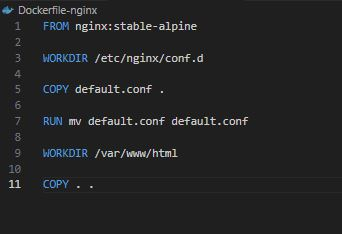 Dockerfile-nginx
1 FROM nginx:stable-alpine
2
3 WORKDIR /etc/nginx/conf.d
4
5 COPY default.conf .
6
7 RUN mv default.conf default.conf
8
9 WORKDIR /var/www/html
10
11 COPY . .